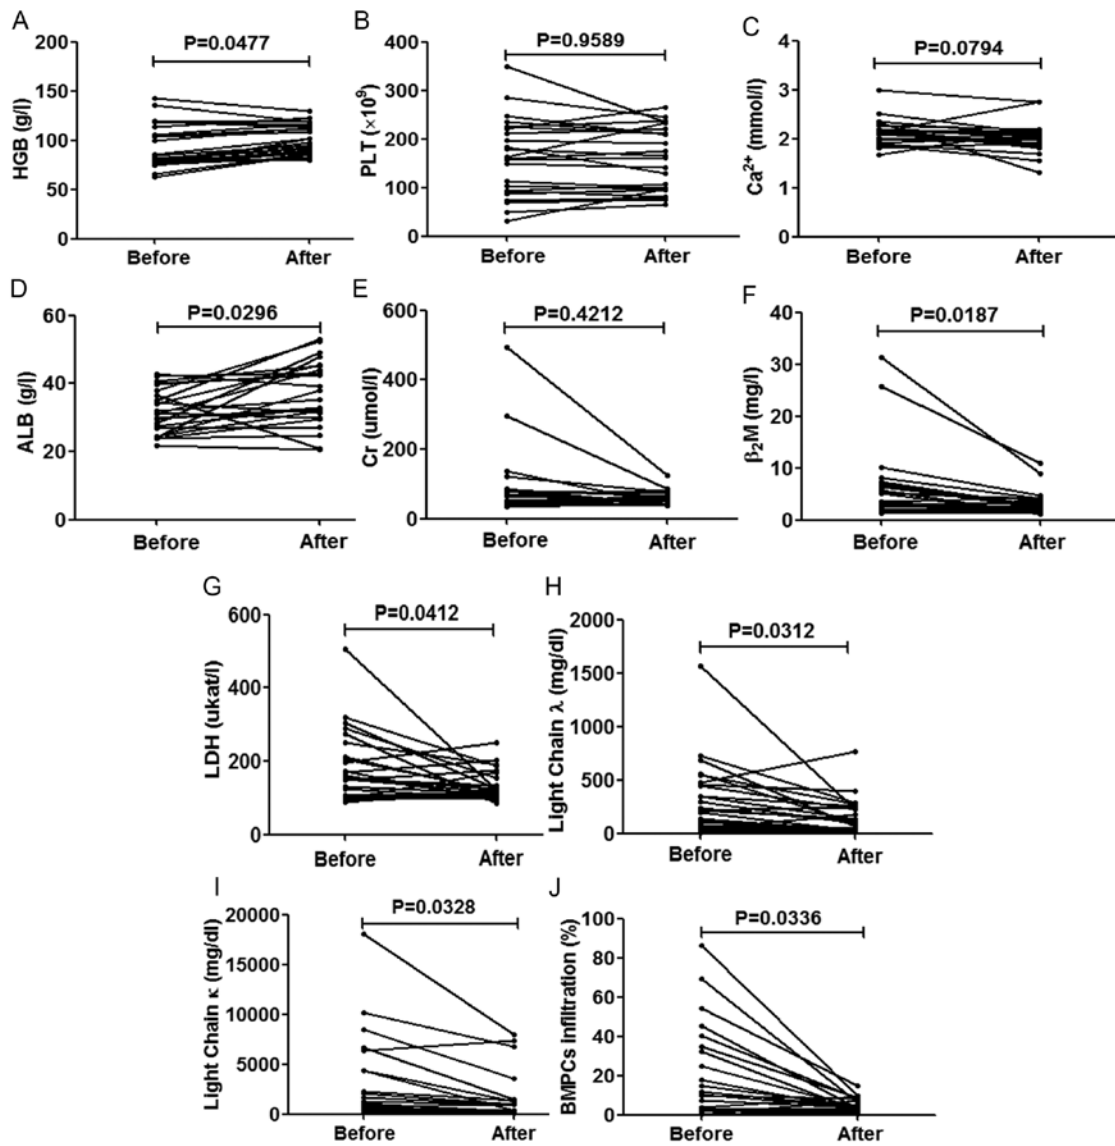 A
P=0.0477
HGB (g/l)
200
150
100
50
0
Before After
B
P=0.9589
PLT (×10⁹)
400
300
200
100
0
Before After
C
P=0.0794
Ca²⁺ (mmol/l)
4
3
2
1
0
Before After
D
P=0.0296
ALB (g/l)
60
40
20
0
Before After
E
P=0.4212
Cr (umol/l)
600
400
200
0
Before After
F
P=0.0187
β₂M (mg/l)
40
30
20
10
0
Before After
G
P=0.0412
LDH (ukat/l)
600
400
200
0
Before After
H
P=0.0312
Light Chain λ (mg/dl)
2000
1500
1000
500
0
Before After
I
P=0.0328
Light Chain κ (mg/dl)
20000
15000
10000
5000
0
Before After
J
P=0.0336
BMPCs infiltration (%)
100
80
60
40
20
0
Before After